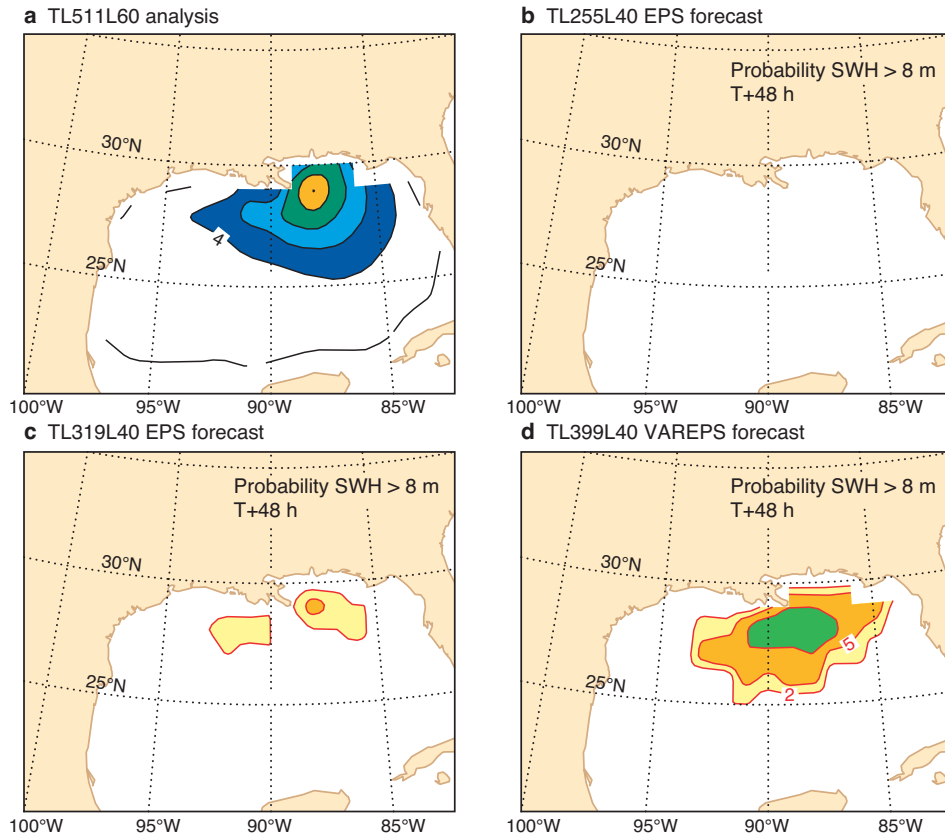 a TL511L60 analysis
30°N
4
25°N
100°W 95°W 90°W 85°W
b TL255L40 EPS forecast
Probability SWH > 8 m
T+48 h
30°N
25°N
100°W 95°W 90°W 85°W
c TL319L40 EPS forecast
Probability SWH > 8 m
T+48 h
30°N
25°N
100°W 95°W 90°W 85°W
d TL399L40 VAREPS forecast
Probability SWH > 8 m
T+48 h
30°N
5
25°N
2
100°W 95°W 90°W 85°W